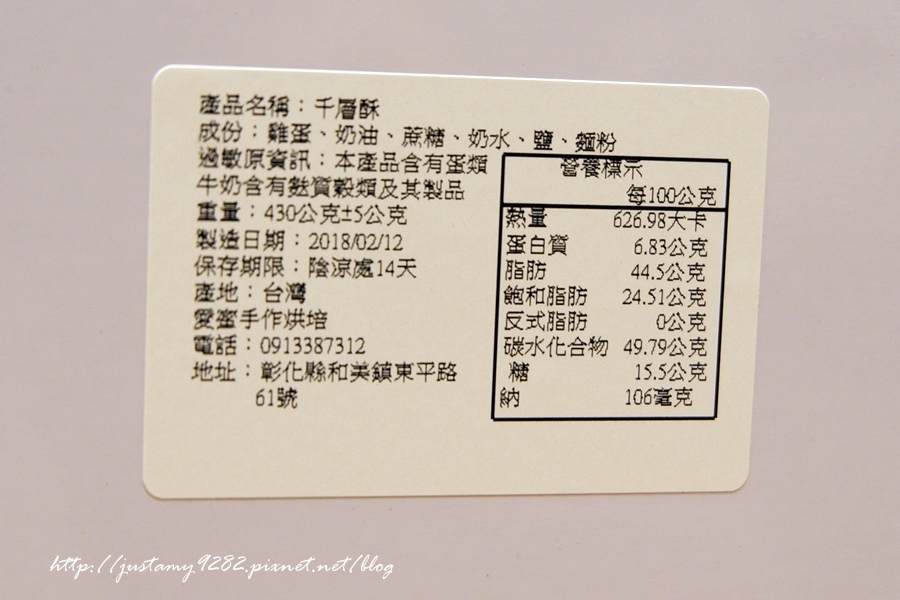 產品名稱：千層酥
成份：雞蛋、奶油、蔗糖、奶水、鹽、麵粉
過敏原資訊：本產品含有蛋類
牛奶含有麩質穀類及其製品
重量：430公克±5公克
製造日期：2018/02/12
保存期限：陰涼處14天
產地：台灣
愛蜜手作烘培
電話：0913387312
地址：彰化縣和美鎮東平路
61號
營養標示
每100公克
熱量 626.98大卡
蛋白質 6.83公克
脂肪 44.5公克
飽和脂肪 24.51公克
反式脂肪 0公克
碳水化合物 49.79公克
糖 15.5公克
納 106毫克
http://justamy9282.pixnet.net/blog